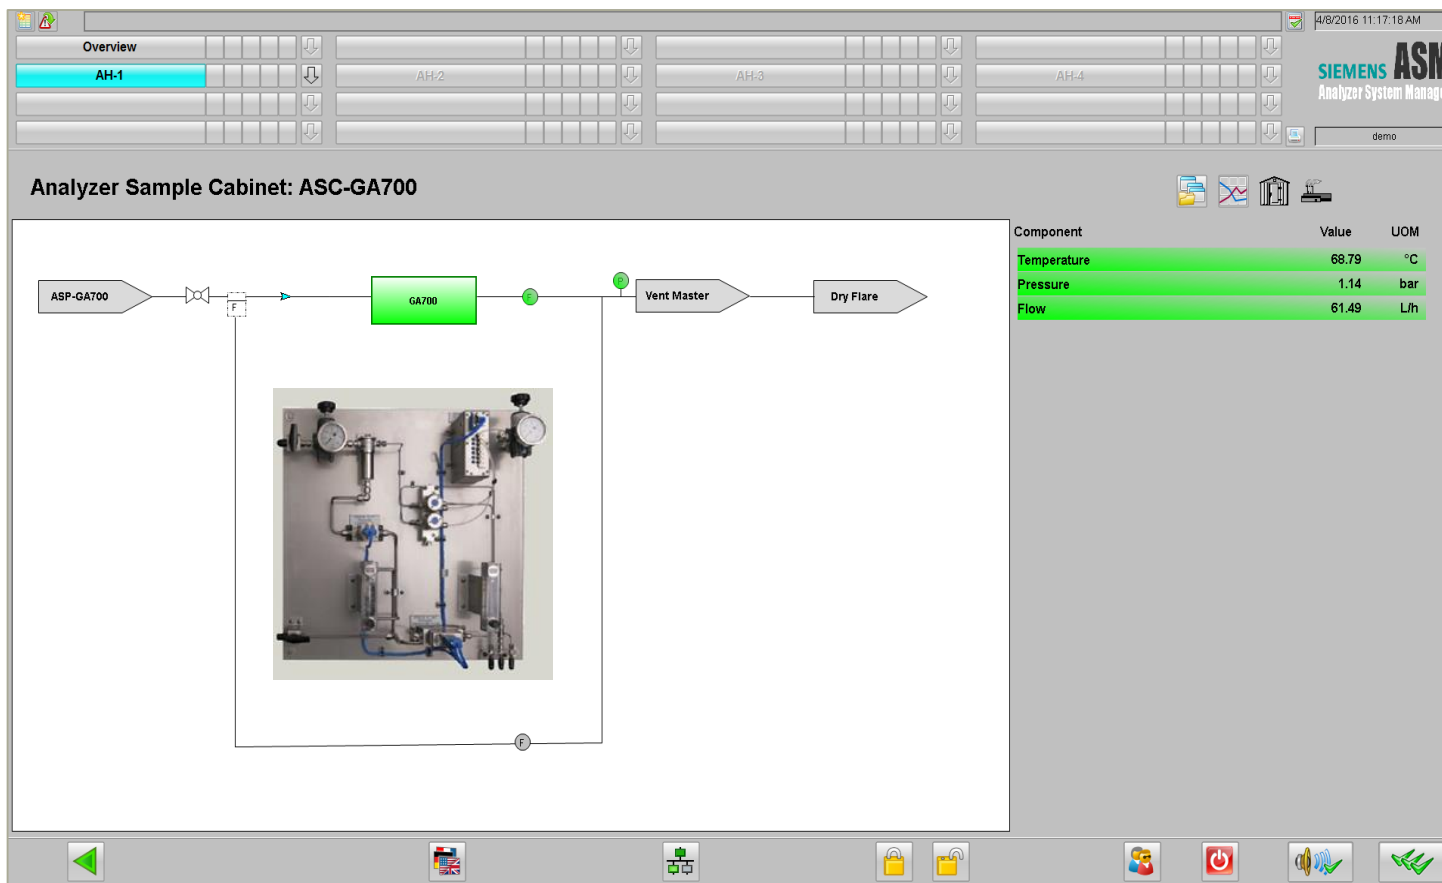 4/8/2016 11:17:18 AM
Overview
AH-1
AH-2
AH-3
AH-4
SIEMENS ASM
Analyzer System Manage
demo
Analyzer Sample Cabinet: ASC-GA700
Component Value UOM
Temperature 68.79 °C
Pressure 1.14 bar
Flow 61.49 L/h
ASP-GA700
F
GA700
F
P
Vent Master
Dry Flare
F